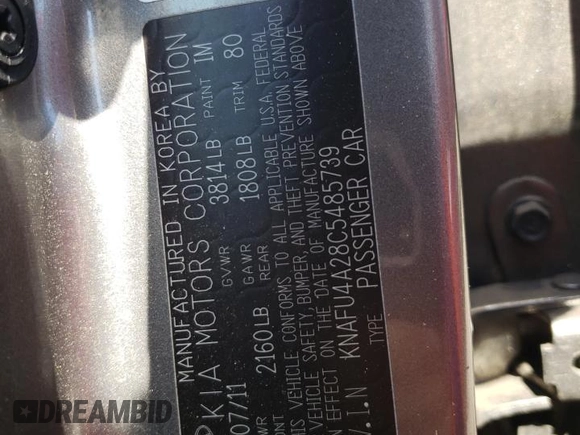 MANUFACTURED IN KOREA BY
KIA MOTORS CORPORATION
07/11 GVWR 3814LB PAINT IM
2160LB GAWR REAR 1808LB TRIM 80
THIS VEHICLE CONFORMS TO ALL APPLICABLE U.S.A. FEDERAL
VEHICLE SAFETY, BUMPER, AND THEFT PREVENTION STANDARDS
IN EFFECT ON THE DATE OF MANUFACTURE SHOWN ABOVE
V.I.N KNAFU4A28C5485739
TYPE PASSENGER CAR
DREAMBID